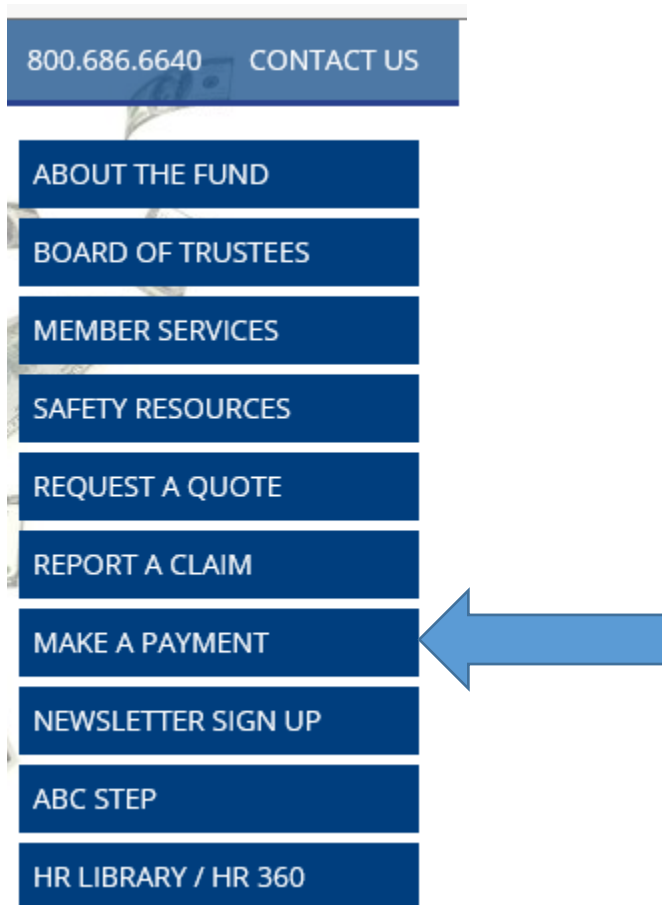 800.686.6640 CONTACT US
ABOUT THE FUND
BOARD OF TRUSTEES
MEMBER SERVICES
SAFETY RESOURCES
REQUEST A QUOTE
REPORT A CLAIM
MAKE A PAYMENT
NEWSLETTER SIGN UP
ABC STEP
HR LIBRARY / HR 360